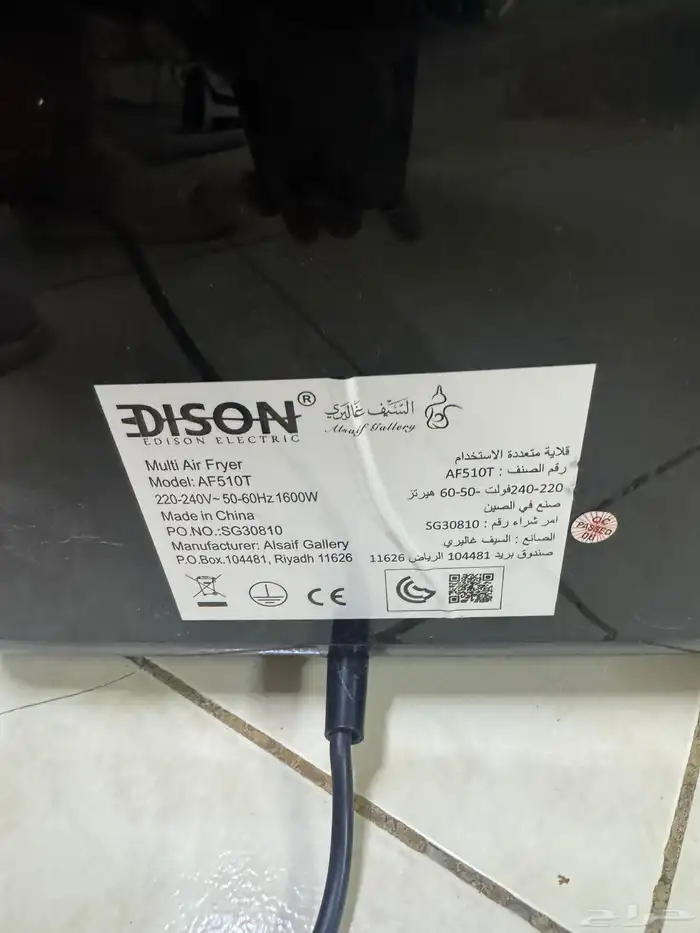 EDISON®
EDISON ELECTRIC
السيف غاليري
Alsaif Gallery
Multi Air Fryer
Model: AF510T
220-240V~ 50-60Hz 1600W
Made in China
PO.NO.:SG30810
Manufacturer: Alsaif Gallery
P.O.Box.104481, Riyadh 11626
CE
قلاية متعددة الاستخدام
رقم الصنف : AF510T
220-240فولت -50-60 هيرتز
صنع في الصين
امر شراء رقم : SG30810
الصانع : السيف غاليري
صندوق بريد 104481 الرياض 11626
QC
PASSED
08
حراج